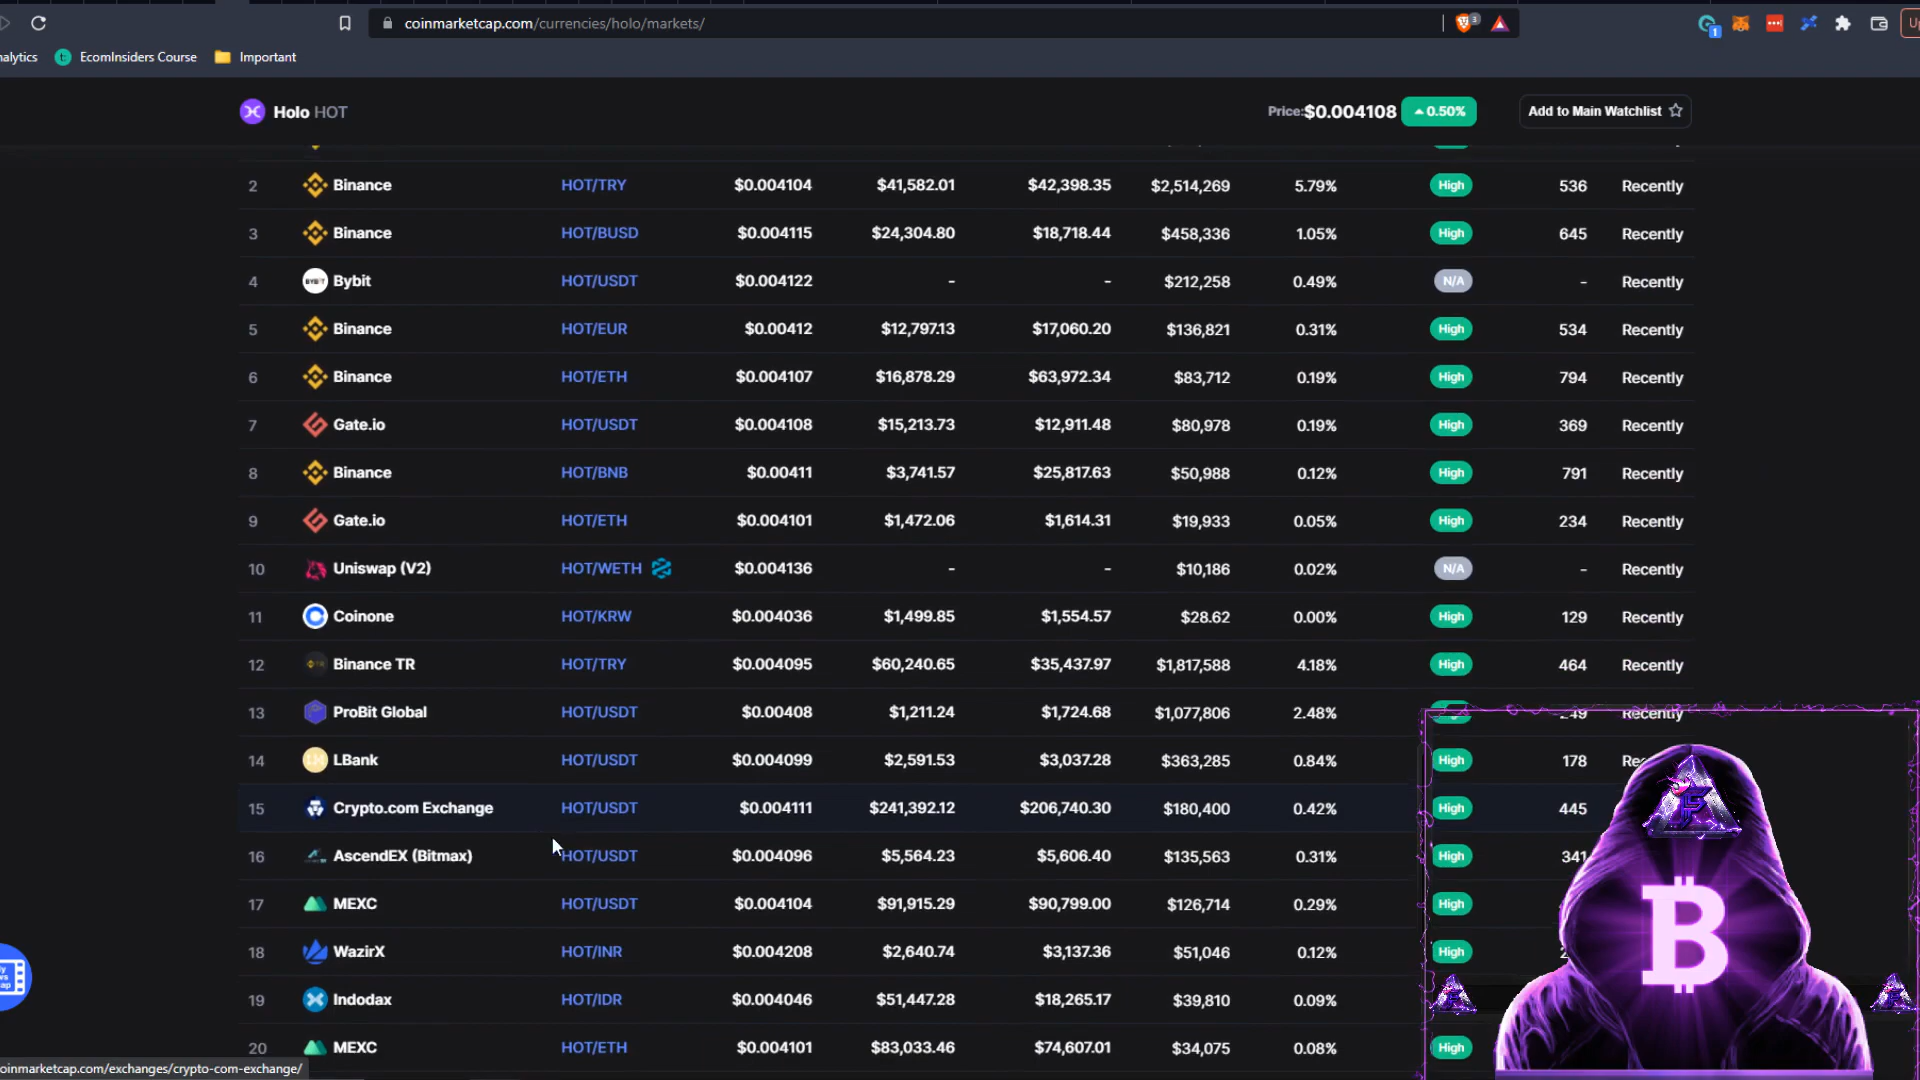 coinmarketcap.com/currencies/holo/markets/
3
1
Up
nalytics EcomInsiders Course Important
Holo HOT Price:$0.004108 0.50% Add to Main Watchlist
2 Binance HOT/TRY $0.004104 $41,582.01 $42,398.35 $2,514,269 5.79% High 536 Recently
3 Binance HOT/BUSD $0.004115 $24,304.80 $18,718.44 $458,336 1.05% High 645 Recently
4 Bybit HOT/USDT $0.004122 - - $212,258 0.49% N/A - Recently
5 Binance HOT/EUR $0.00412 $12,797.13 $17,060.20 $136,821 0.31% High 534 Recently
6 Binance HOT/ETH $0.004107 $16,878.29 $63,972.34 $83,712 0.19% High 794 Recently
7 Gate.io HOT/USDT $0.004108 $15,213.73 $12,911.48 $80,978 0.19% High 369 Recently
8 Binance HOT/BNB $0.00411 $3,741.57 $25,817.63 $50,988 0.12% High 791 Recently
9 Gate.io HOT/ETH $0.004101 $1,472.06 $1,614.31 $19,933 0.05% High 234 Recently
10 Uniswap (V2) HOT/WETH $0.004136 - - $10,186 0.02% N/A - Recently
11 Coinone HOT/KRW $0.004036 $1,499.85 $1,554.57 $28.62 0.00% High 129 Recently
12 Binance TR HOT/TRY $0.004095 $60,240.65 $35,437.97 $1,817,588 4.18% High 464 Recently
13 ProBit Global HOT/USDT $0.00408 $1,211.24 $1,724.68 $1,077,806 2.48% Recently
14 LBank HOT/USDT $0.004099 $2,591.53 $3,037.28 $363,285 0.84% High 178
15 Crypto.com Exchange HOT/USDT $0.004111 $241,392.12 $206,740.30 $180,400 0.42% High 445
16 AscendEX (Bitmax) HOT/USDT $0.004096 $5,564.23 $5,606.40 $135,563 0.31% High 341
17 MEXC HOT/USDT $0.004104 $91,915.29 $90,799.00 $126,714 0.29% High
18 WazirX HOT/INR $0.004208 $2,640.74 $3,137.36 $51,046 0.12% High
19 Indodax HOT/IDR $0.004046 $51,447.28 $18,265.17 $39,810 0.09%
20 MEXC HOT/ETH $0.004101 $83,033.46 $74,607.01 $34,075 0.08% High
oinmarketcap.com/exchanges/crypto-com-exchange/